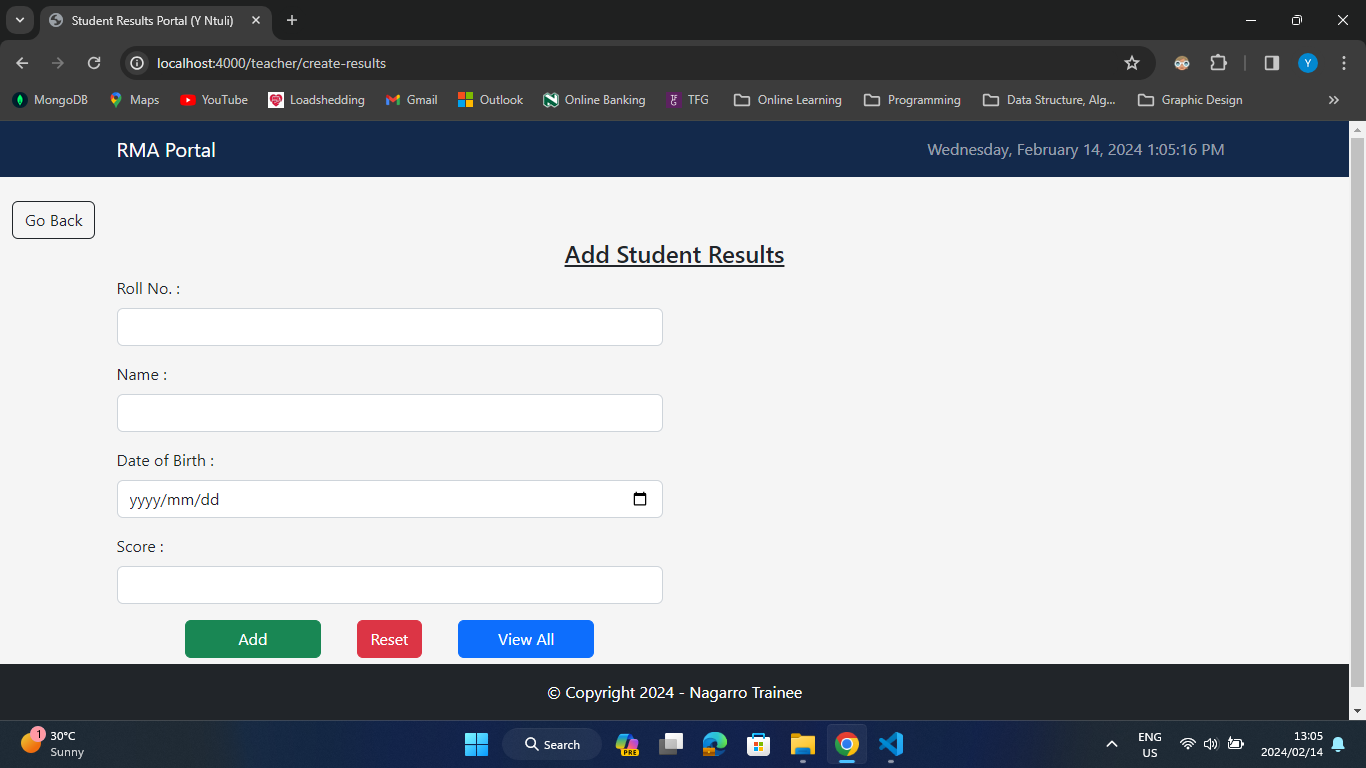 Student Results Portal (Y Ntuli)
localhost:4000/teacher/create-results
Y
MongoDB Maps YouTube Loadshedding Gmail Outlook Online Banking TFG Online Learning Programming Data Structure, Alg... Graphic Design
RMA Portal Wednesday, February 14, 2024 1:05:16 PM
Go Back
Add Student Results
Roll No. :
Name :
Date of Birth :
yyyy/mm/dd
Score :
Add Reset View All
© Copyright 2024 - Nagarro Trainee
1 30°C
Sunny
Search
PRE
ENG
US
13:05
2024/02/14